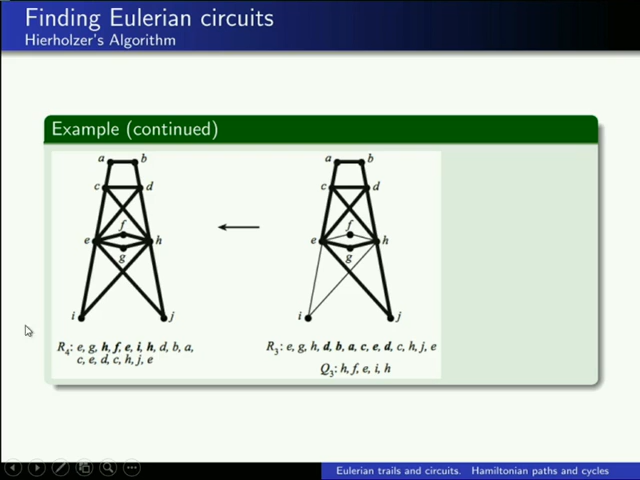 Finding Eulerian circuits
Hierholzer's Algorithm
Example (continued)
a b
c d
e f h
g
i j
R4: e, g, h, f, e, i, h, d, b, a,
c, e, d, c, h, j, e
a b
c d
e f h
g
i j
R3: e, g, h, d, b, a, c, e, d, c, h, j, e
Q3: h, f, e, i, h
Eulerian trails and circuits. Hamiltonian paths and cycles